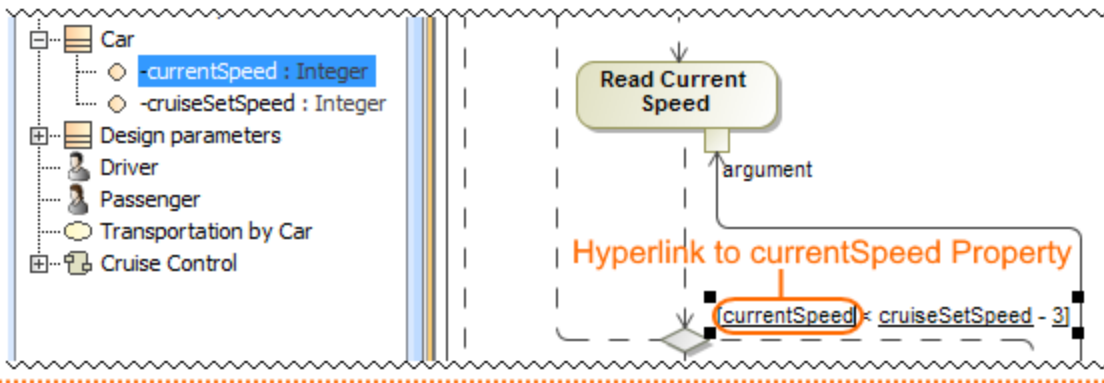 Car
-currentSpeed : Integer
-cruiseSetSpeed : Integer
Design parameters
Driver
Passenger
Transportation by Car
Cruise Control
Read Current
Speed
argument
Hyperlink to currentSpeed Property
[currentSpeed < cruiseSetSpeed - 3]